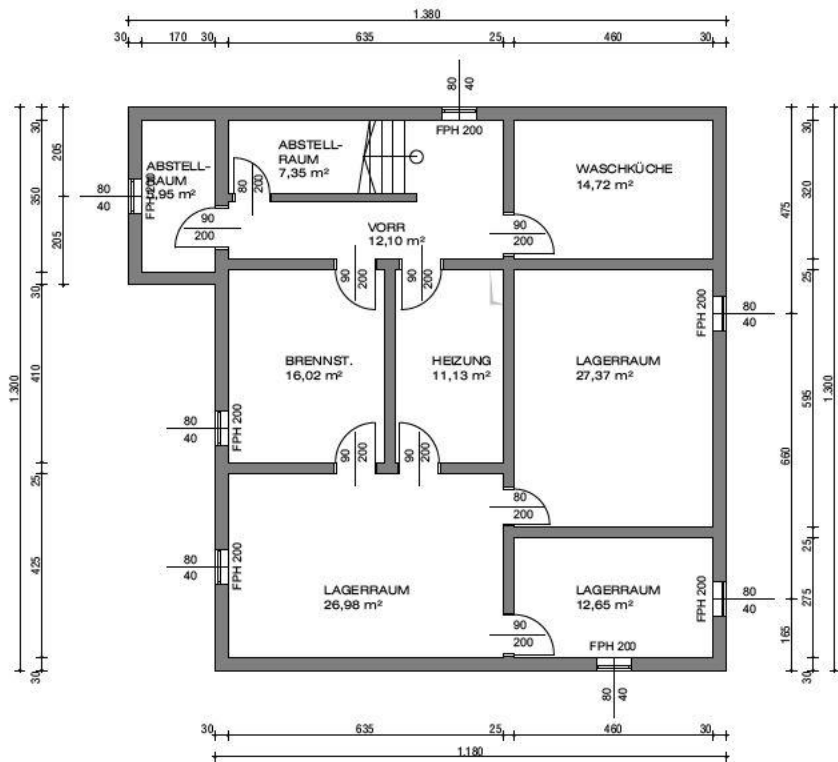 1.380
30 170 30 635 25 460 30
80
40
FPH 200
30 205 350 205 30 410 25 425 30
1.300
ABSTELL-
RAUM
,95 m²
80
40
FPH 200
ABSTELL-
RAUM
7,35 m²
80
200
WASCHKÜCHE
14,72 m²
30 320 25 595 25 275 30
475 660 165
1.300
90
200
VORR
12,10 m²
90
200
90
200
90
200
FPH 200
80
40
BRENNST.
16,02 m²
HEIZUNG
11,13 m²
LAGERRAUM
27,37 m²
80
40
FPH 200
90
200
90
200
80
200
80
40
FPH 200
LAGERRAUM
26,98 m²
LAGERRAUM
12,65 m²
FPH 200
80
40
90
200
FPH 200
80
40
30 635 25 460 30
1.180